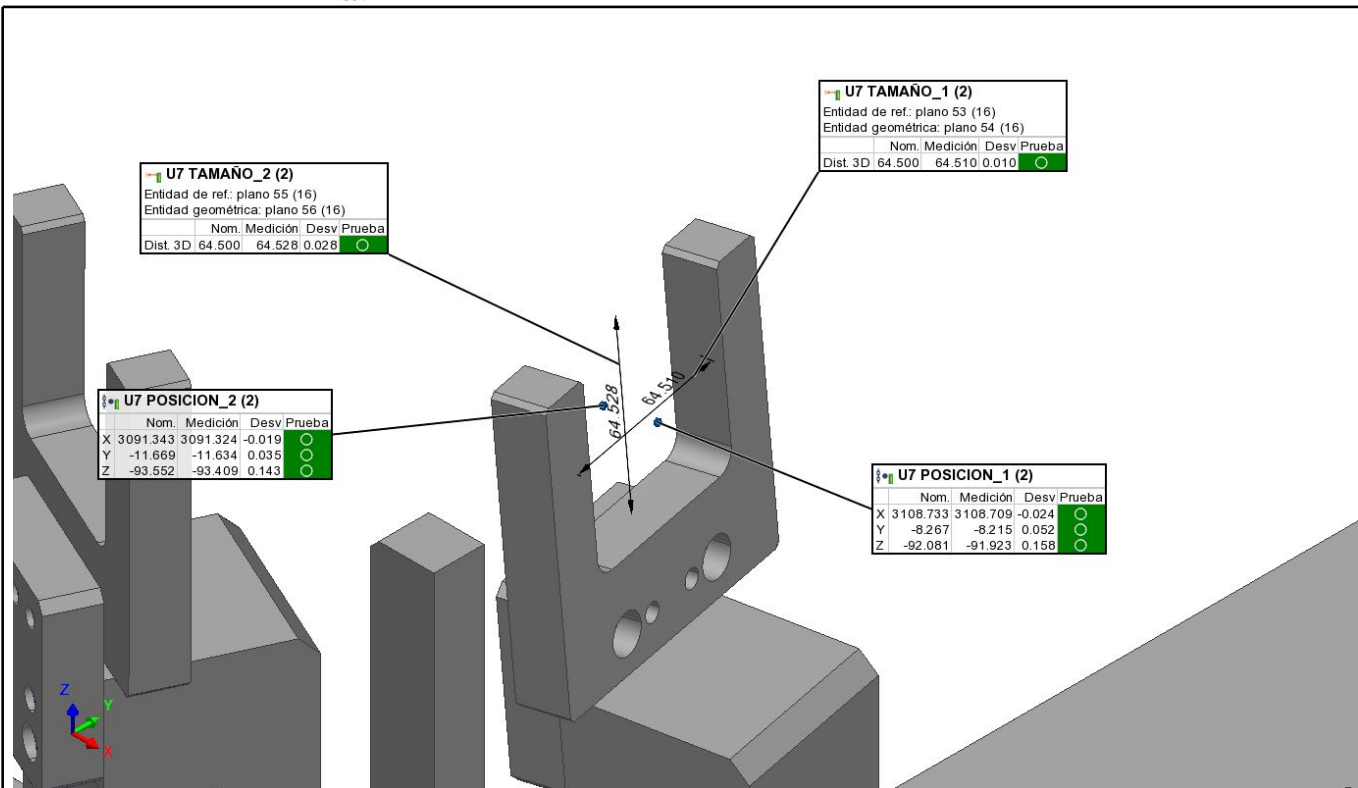 U7 TAMAÑO_1 (2)
Entidad de ref.: plano 53 (16)
Entidad geométrica: plano 54 (16)
Nom. Medición Desv Prueba
Dist. 3D 64.500 64.510 0.010
U7 TAMAÑO_2 (2)
Entidad de ref.: plano 55 (16)
Entidad geométrica: plano 56 (16)
Nom. Medición Desv Prueba
Dist. 3D 64.500 64.528 0.028
64.528
64.510
U7 POSICION_2 (2)
Nom. Medición Desv Prueba
X 3091.343 3091.324 -0.019
Y -11.669 -11.634 0.035
Z -93.552 -93.409 0.143
U7 POSICION_1 (2)
Nom. Medición Desv Prueba
X 3108.733 3108.709 -0.024
Y -8.267 -8.215 0.052
Z -92.081 -91.923 0.158
Z
Y
X